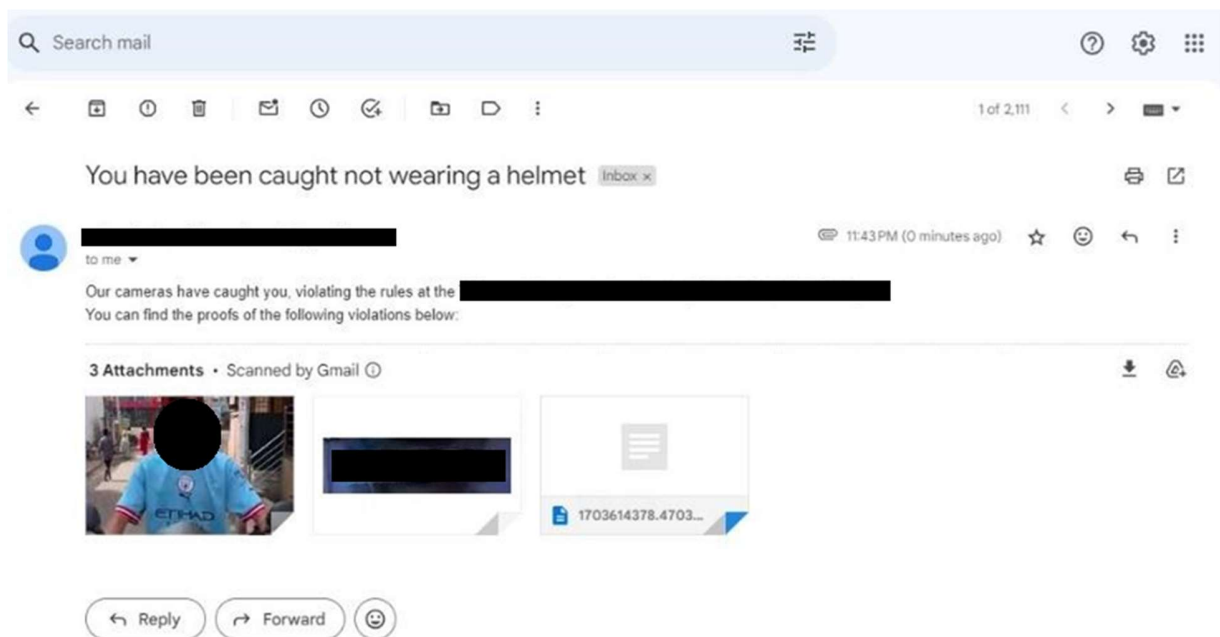 Search mail
1 of 2,111
You have been caught not wearing a helmet Inbox x
11:43 PM (0 minutes ago)
to me
Our cameras have caught you, violating the rules at the
You can find the proofs of the following violations below:
3 Attachments • Scanned by Gmail
ETIHAD
1703614378.4703...
Reply
Forward